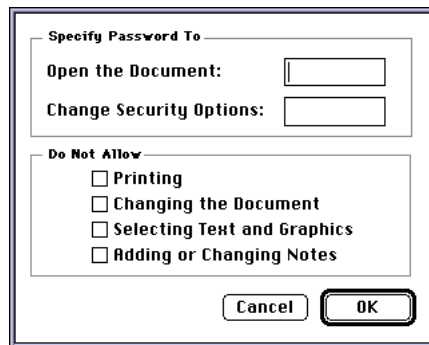 Specify Password To
Open the Document:
Change Security Options:
Do Not Allow
Printing
Changing the Document
Selecting Text and Graphics
Adding or Changing Notes
Cancel OK